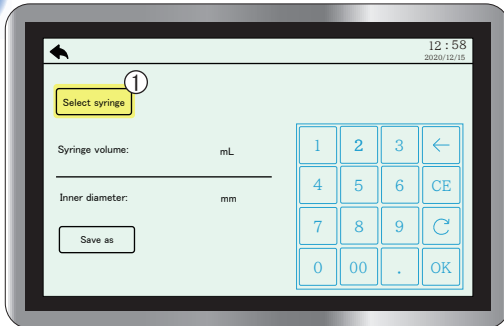 12:58
2020/12/15
①
Select syringe
Syringe volume: mL
Inner diameter: mm
Save as
1 2 3 ←
4 5 6 CE
7 8 9
0 00 . OK